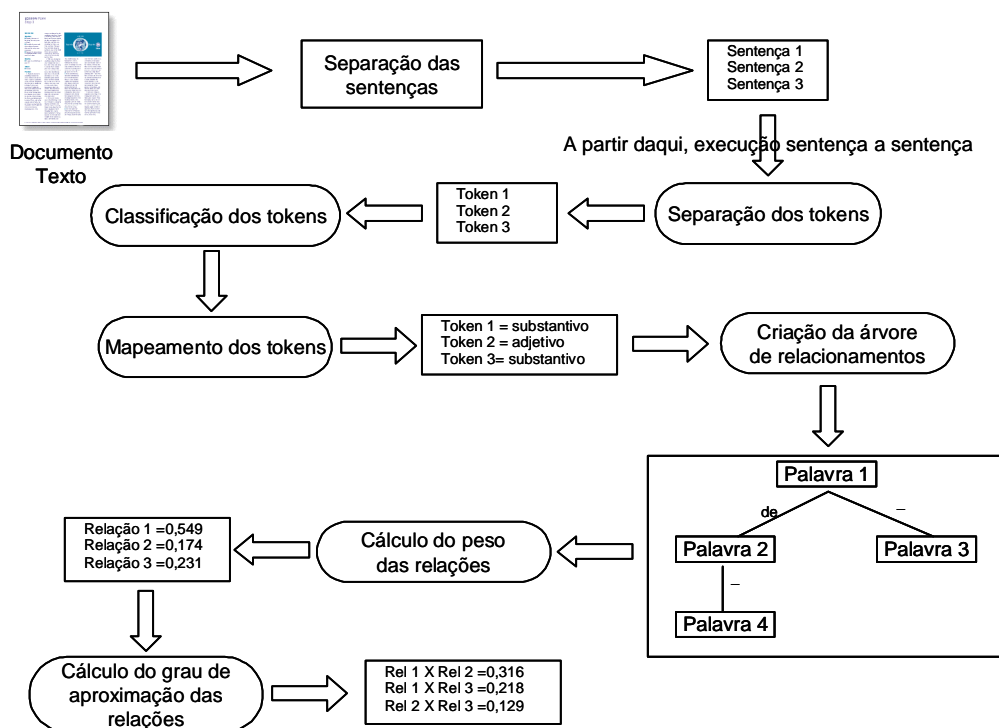 Separação das
sentenças
Sentença 1
Sentença 2
Sentença 3
Documento
Texto
A partir daqui, execução sentença a sentença
Separação dos tokens
Token 1
Token 2
Token 3
Classificação dos tokens
Mapeamento dos tokens
Token 1 = substantivo
Token 2 = adjetivo
Token 3= substantivo
Criação da árvore
de relacionamentos
Palavra 1
de
–
Palavra 2
Palavra 3
–
Palavra 4
Cálculo do peso
das relações
Relação 1 =0,549
Relação 2 =0,174
Relação 3 =0,231
Cálculo do grau de
aproximação das
relações
Rel 1 X Rel 2 =0,316
Rel 1 X Rel 3 =0,218
Rel 2 X Rel 3 =0,129